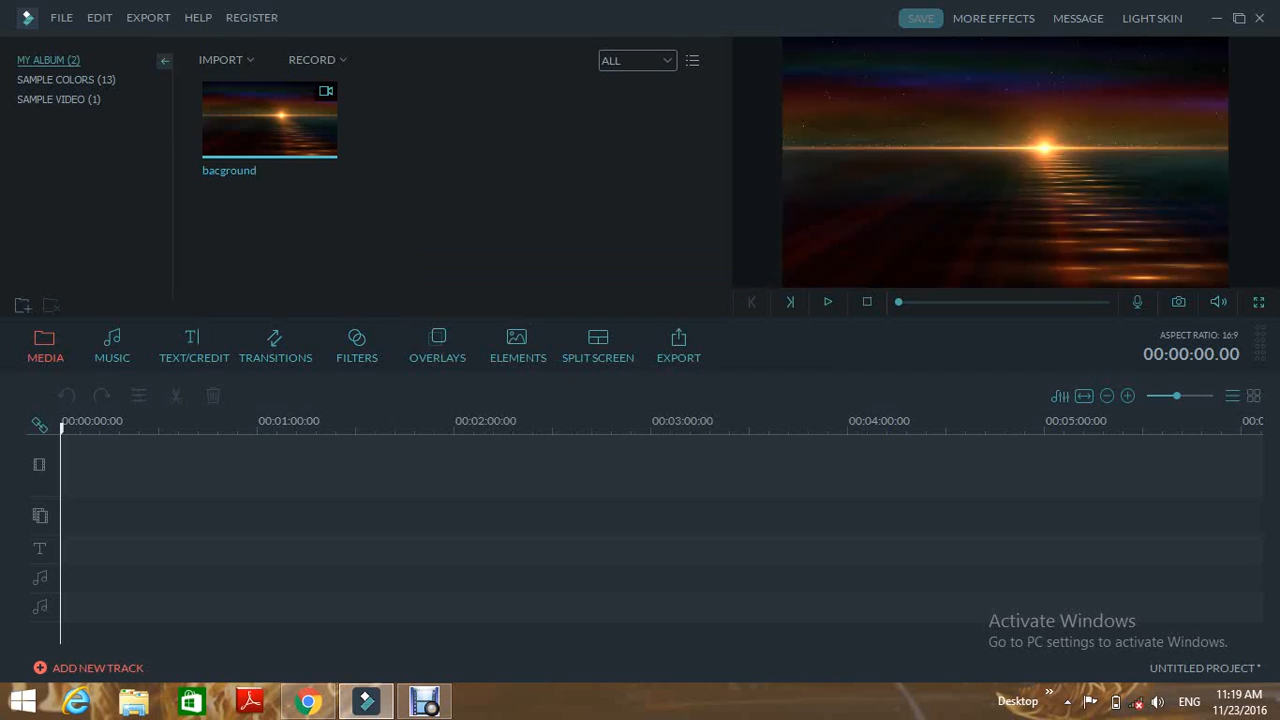 FILE EDIT EXPORT HELP REGISTER SAVE MORE EFFECTS MESSAGE LIGHT SKIN
MY ALBUM (2)
SAMPLE COLORS (13)
SAMPLE VIDEO (1)
IMPORT RECORD ALL
bacground
MEDIA MUSIC TEXT/CREDIT TRANSITIONS FILTERS OVERLAYS ELEMENTS SPLIT SCREEN EXPORT
ASPECT RATIO: 16:9
00:00:00.00
00:00:00:00 00:01:00:00 00:02:00:00 00:03:00:00 00:04:00:00 00:05:00:00
Activate Windows
Go to PC settings to activate Windows.
ADD NEW TRACK UNTITLED PROJECT *
Desktop ENG 11:19 AM
11/23/2016